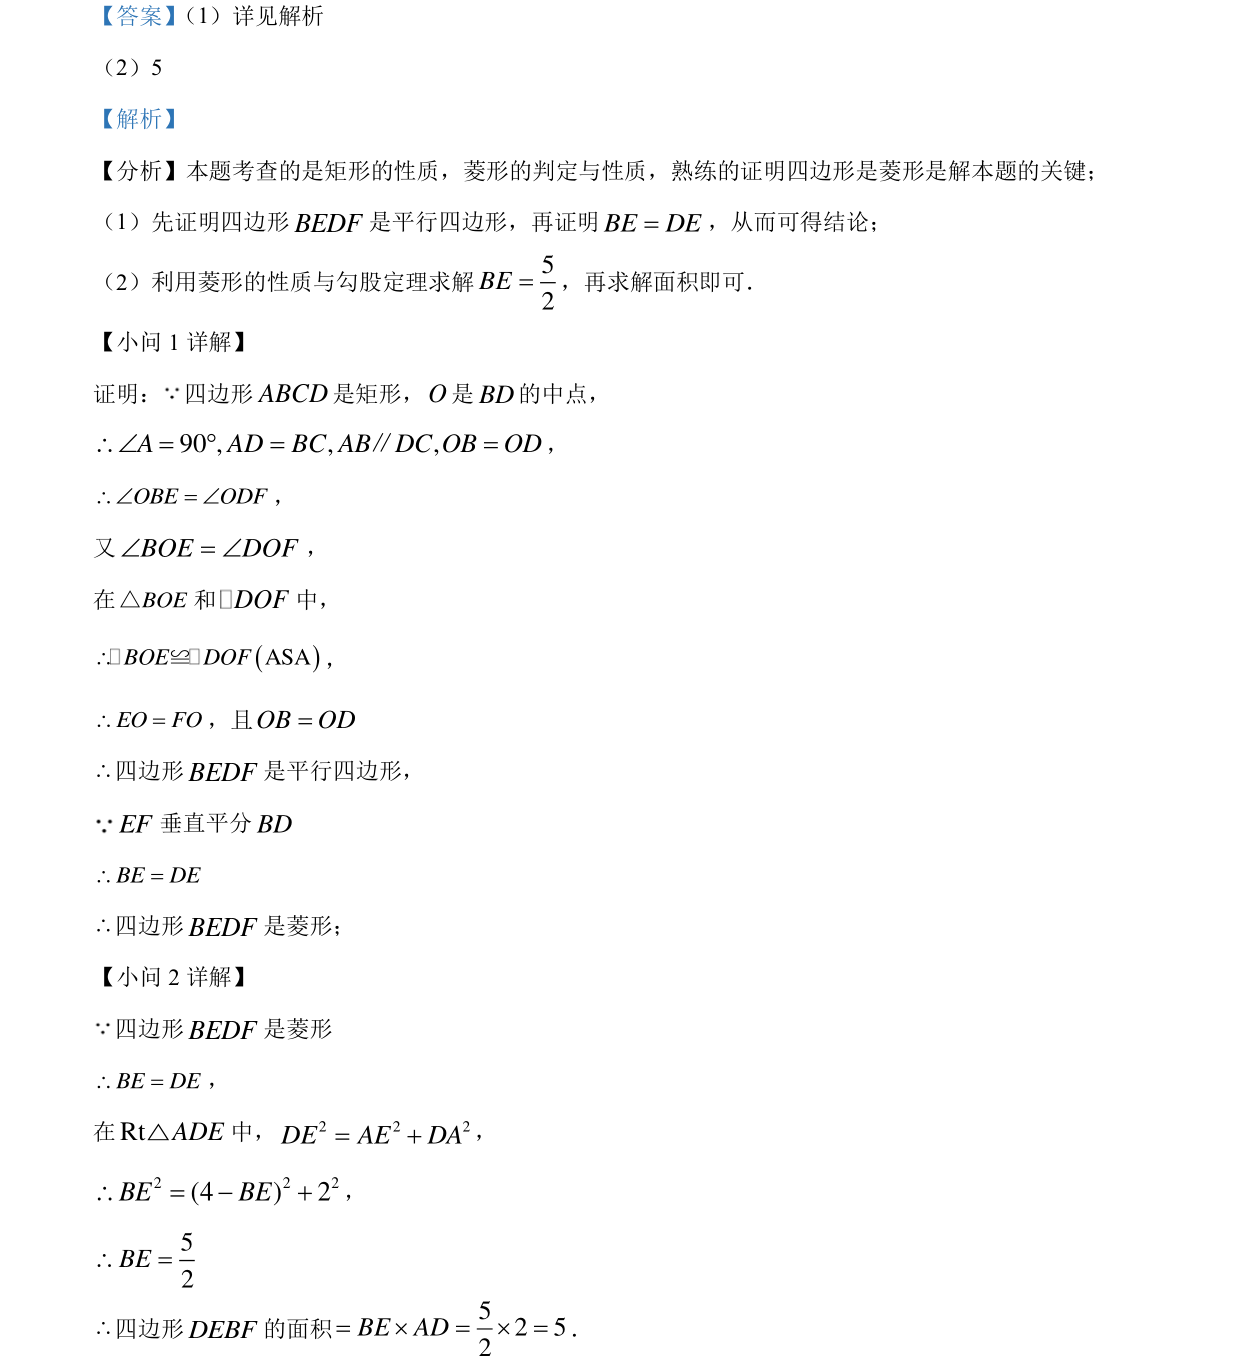 【答案】（1）详见解析
（2）5
【解析】
【分析】本题考查的是矩形的性质，菱形的判定与性质，熟练的证明四边形是菱形是解本题的关键；
（1）先证明四边形 BEDF 是平行四边形，再证明 BE = DE ，从而可得结论；
（2）利用菱形的性质与勾股定理求解 BE = 5/2，再求解面积即可．
【小问 1 详解】
证明：∵四边形 ABCD 是矩形，O 是 BD 的中点，
∴∠A = 90°, AD = BC, AB∥DC, OB = OD ，
∴∠OBE = ∠ODF ，
又∠BOE = ∠DOF ，
在△BOE 和□DOF 中，
∴□BOE≌□DOF(ASA)，
∴EO = FO ，且OB = OD
∴四边形 BEDF 是平行四边形，
∵ EF 垂直平分 BD
∴BE = DE
∴四边形 BEDF 是菱形；
【小问 2 详解】
∵四边形 BEDF 是菱形
∴BE = DE ，
在 Rt△ADE 中， DE² = AE² + DA²，
∴BE² = (4 − BE)² + 2²，
∴BE = 5/2
∴四边形 DEBF 的面积 = BE × AD = 5/2 × 2 = 5．